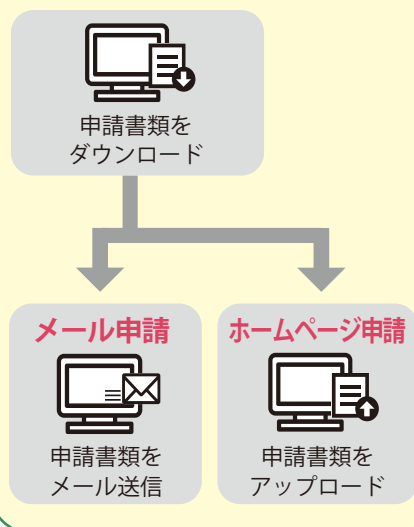 申請書類を
ダウンロード
メール申請
申請書類を
メール送信
ホームページ申請
申請書類を
アップロード